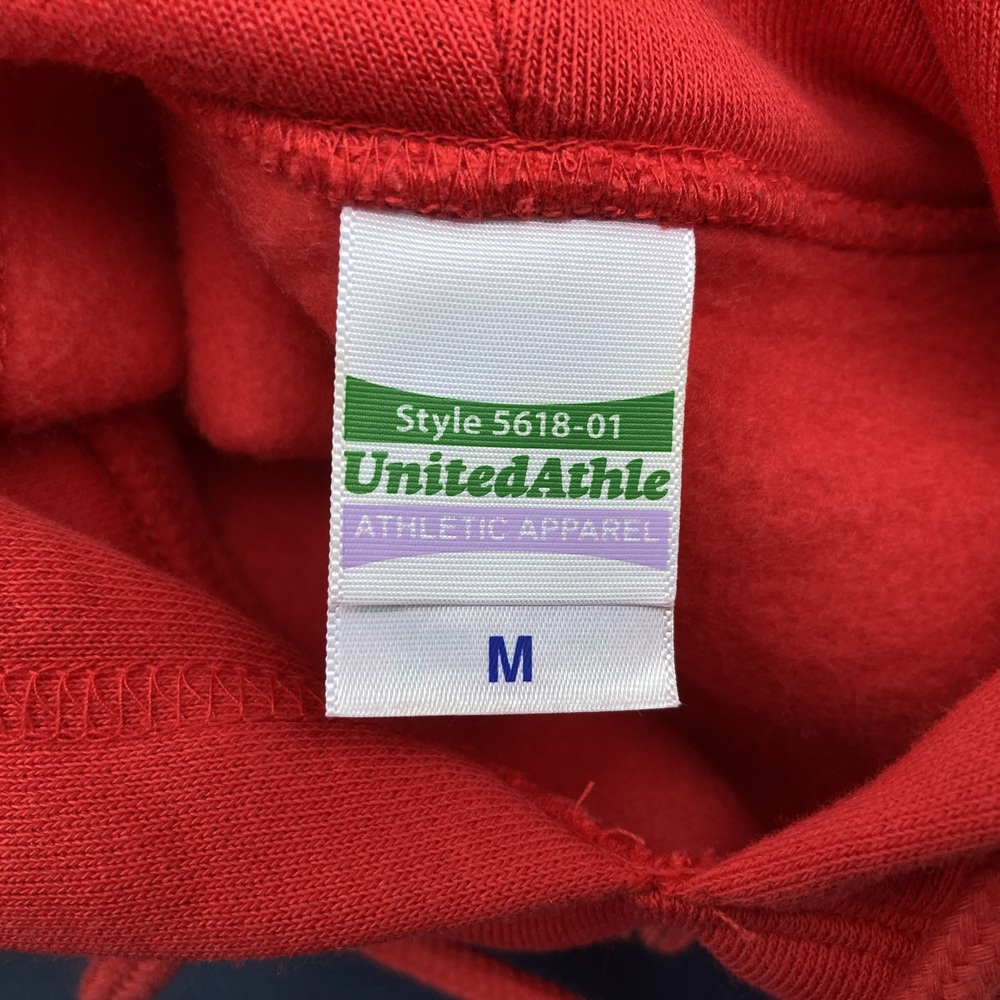 Style 5618-01
UnitedAthle
ATHLETIC APPAREL
M